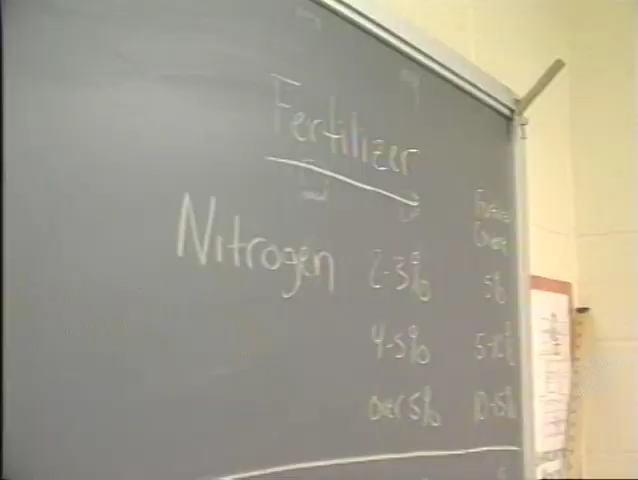 Fertilizer
Nitrogen 2-3% 5%
4-5% 5-10%
over 5% 10-15%